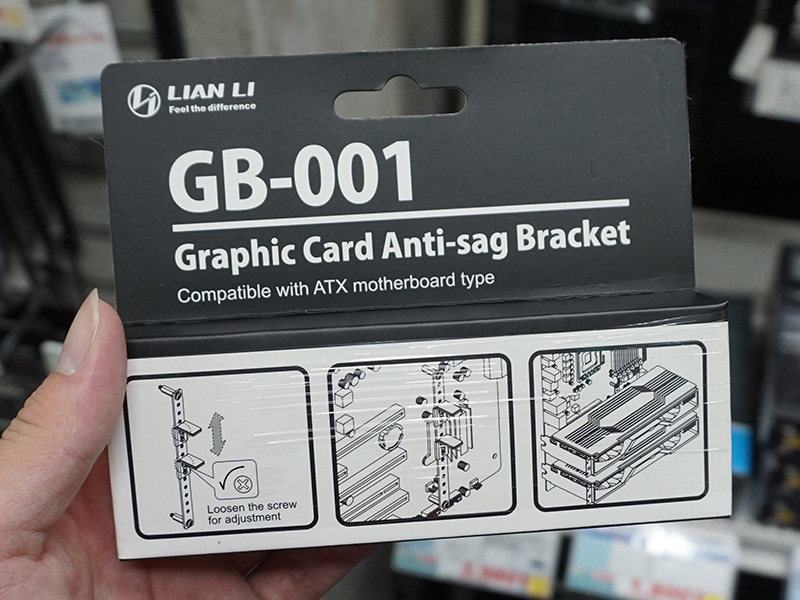 LIAN LI
Feel the difference
GB-001
Graphic Card Anti-sag Bracket
Compatible with ATX motherboard type
Loosen the screw
for adjustment